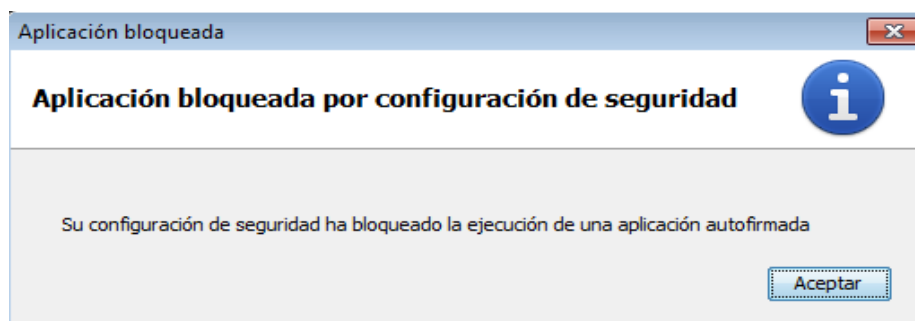 Aplicación bloqueada
Aplicación bloqueada por configuración de seguridad
Su configuración de seguridad ha bloqueado la ejecución de una aplicación autofirmada
Aceptar